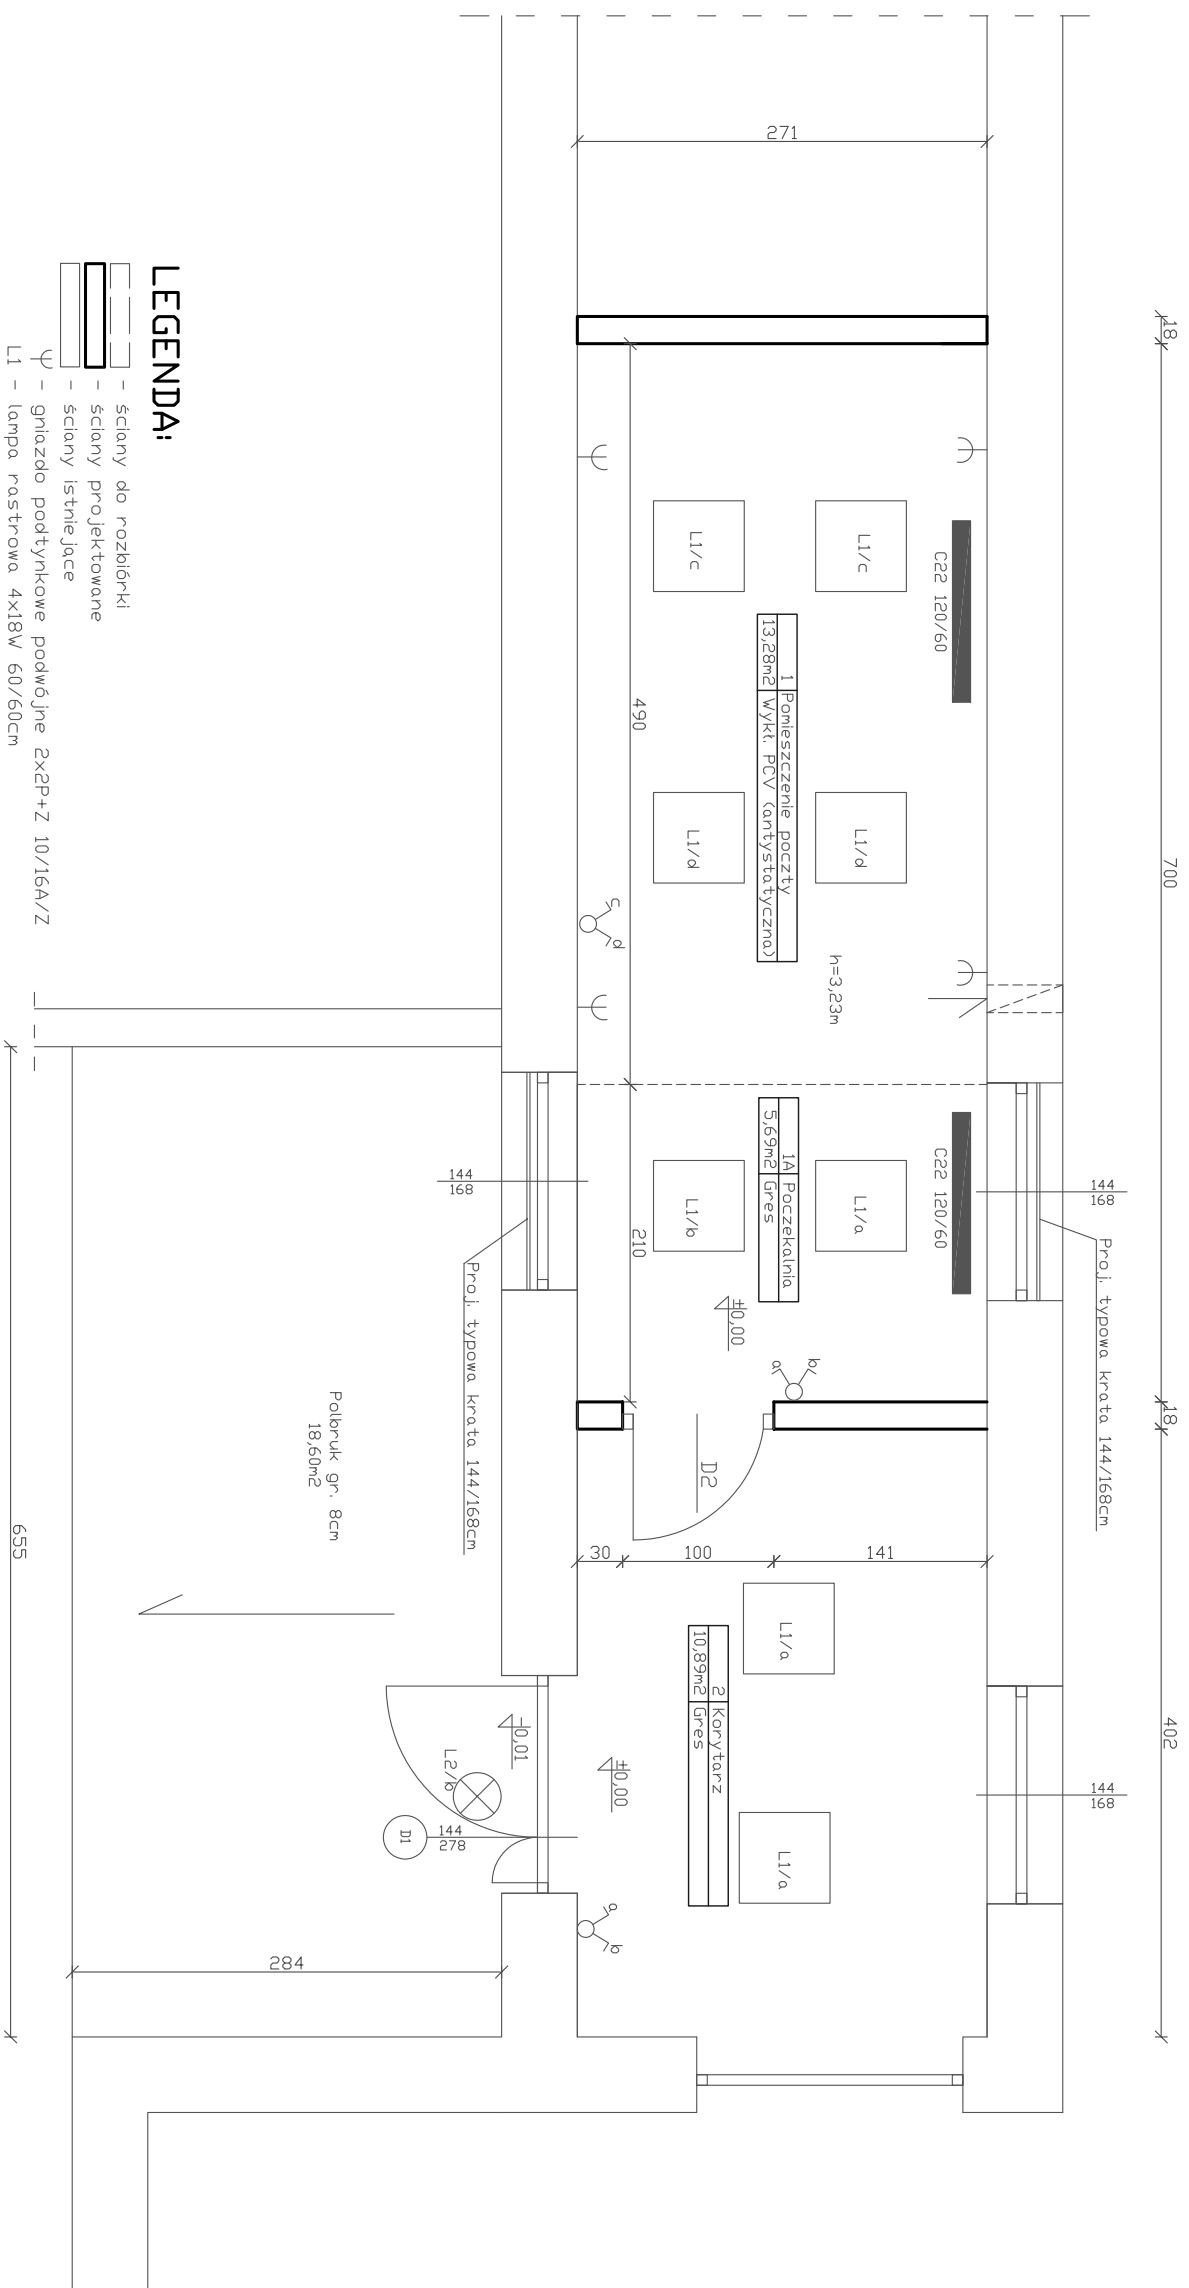 18
700
18
402
271
144
168
Proj. typowa krata 144/168cm
144
168
C22 120/60
C22 120/60
L1/c
L1/d
L1/a
L1/c
L1/d
L1/b
h=3,23m
1 Pomieszczenie poczty
13,28m2 Wykł. PCV (antystatyczna)
1A Poczekalnia
5,69m2 Gres
±0,00
b
a
D2
141
100
30
L1/a
L1/a
2 Korytarz
10,89m2 Gres
490
210
c
d
±0,00
a
b
-0,01
L2/b
144
278
D1
144
168
Proj. typowa krata 144/168cm
Polbruk gr. 8cm
18,60m2
284
655
LEGENDA:
- ściany do rozbiórki
- ściany projektowane
- ściany istniejące
- gniazdo podtynkowe podwójne 2x2P+Z 10/16A/Z
L1 - lampa rastrowa 4x18W 60/60cm